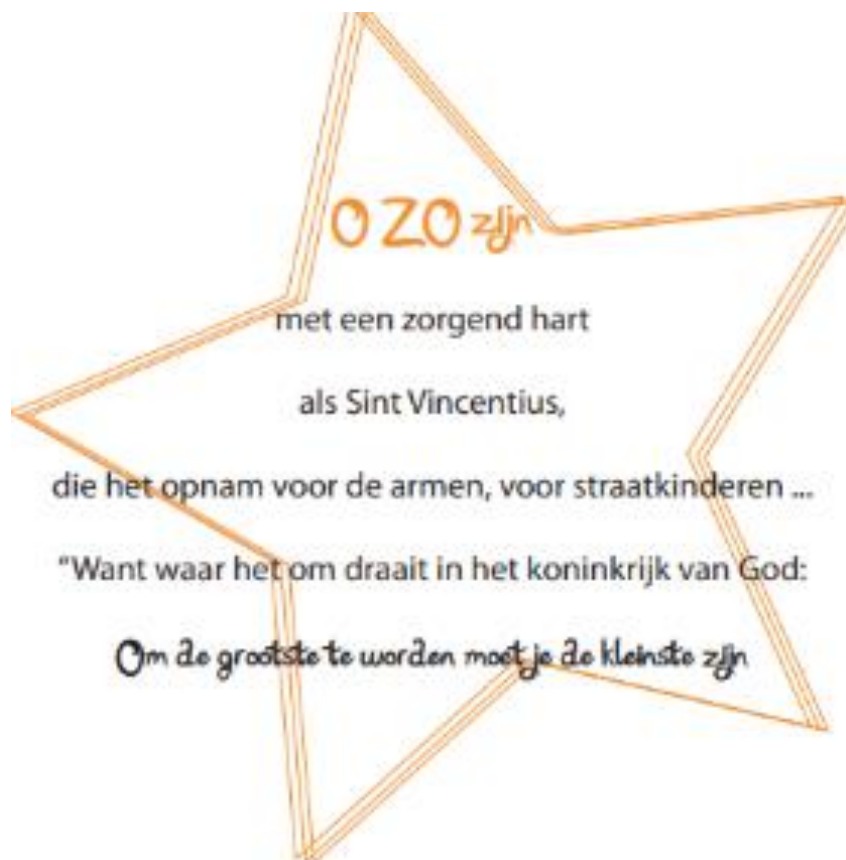 O ZO zijn
met een zorgend hart
als Sint Vincentius,
die het opnam voor de armen, voor straatkinderen ...
“Want waar het om draait in het koninkrijk van God:
Om de grootste te worden moet je de kleinste zijn